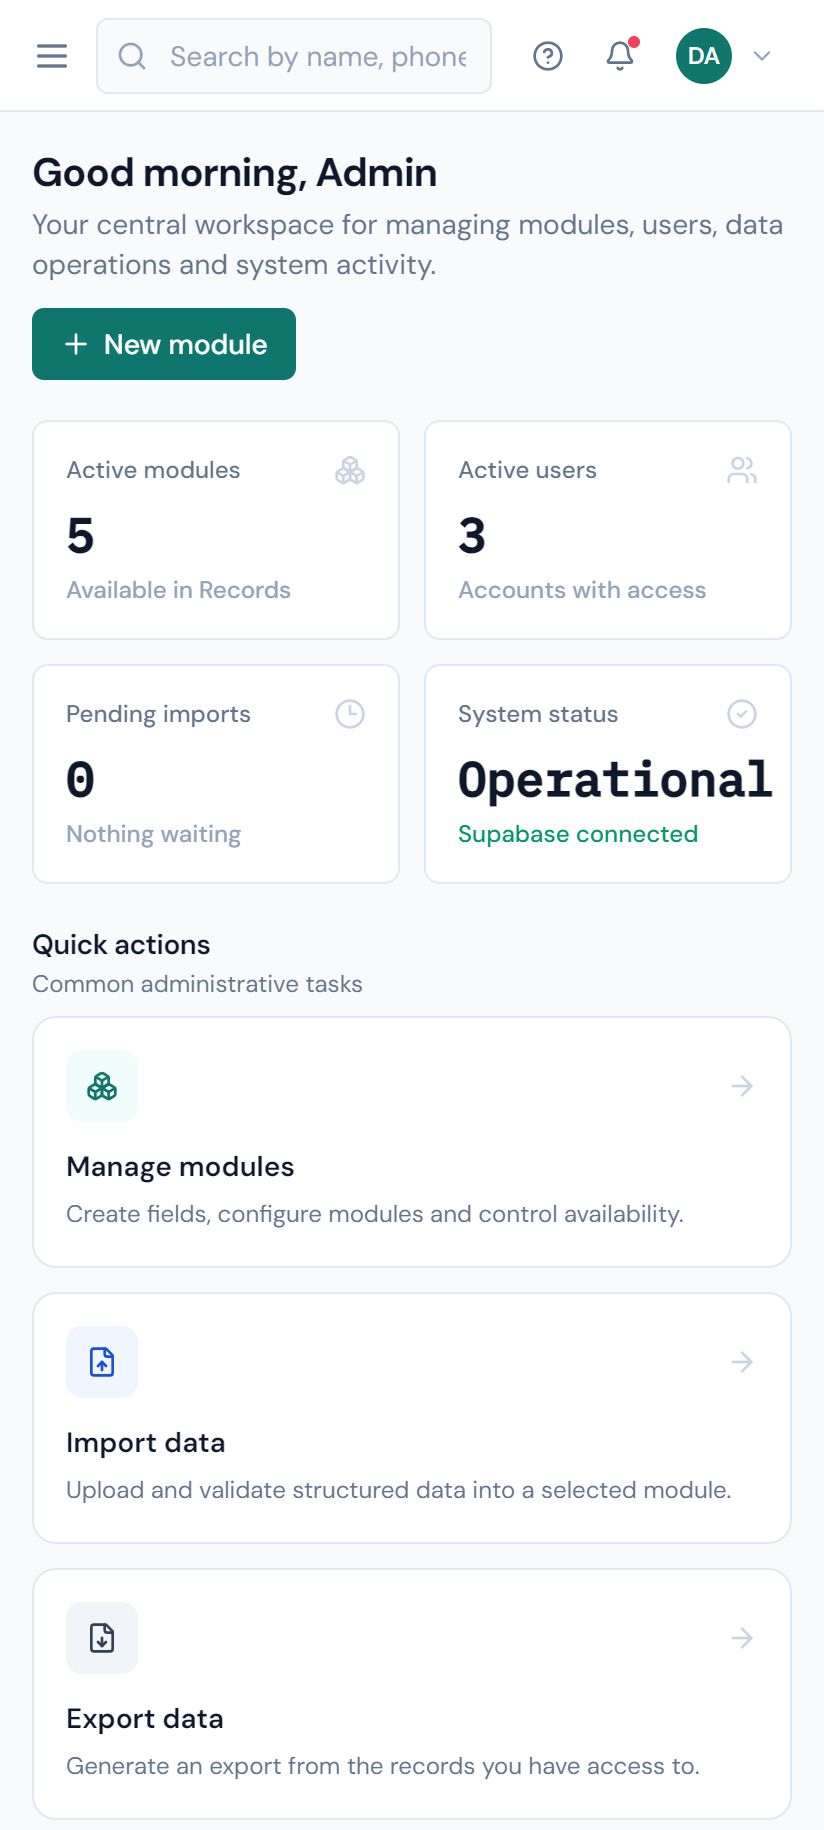 Search by name, phone
DA
Good morning, Admin
Your central workspace for managing modules, users, data
operations and system activity.
New module
Active modules
5
Available in Records
Active users
3
Accounts with access
Pending imports
0
Nothing waiting
System status
Operational
Supabase connected
Quick actions
Common administrative tasks
Manage modules
Create fields, configure modules and control availability.
Import data
Upload and validate structured data into a selected module.
Export data
Generate an export from the records you have access to.